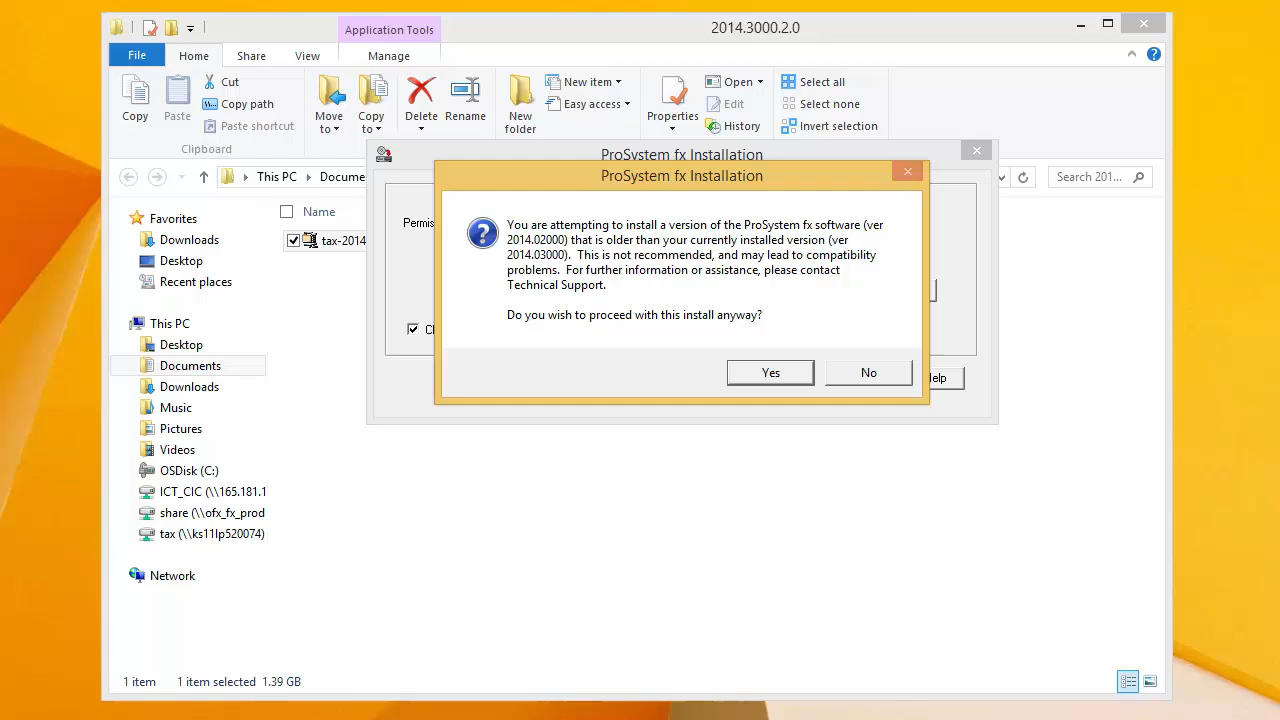 Application Tools
2014.3000.2.0
File
Home
Share
View
Manage
Copy
Paste
Cut
Copy path
Paste shortcut
Clipboard
Move to
Copy to
Delete
Rename
New folder
New item
Easy access
Properties
Open
Edit
History
Select all
Select none
Invert selection
ProSystem fx Installation
ProSystem fx Installation
This PC
Docume
Search 201...
Favorites
Downloads
Desktop
Recent places
This PC
Desktop
Documents
Downloads
Music
Pictures
Videos
OSDisk (C:)
ICT_CIC (\\165.181.1
share (\\ofx_fx_prod
tax (\\ks11lp520074)
Network
Name
tax-2014
Permis
You are attempting to install a version of the ProSystem fx software (ver
2014.02000) that is older than your currently installed version (ver
2014.03000). This is not recommended, and may lead to compatibility
problems. For further information or assistance, please contact
Technical Support.
Do you wish to proceed with this install anyway?
Yes
No
Help
1 item
1 item selected 1.39 GB